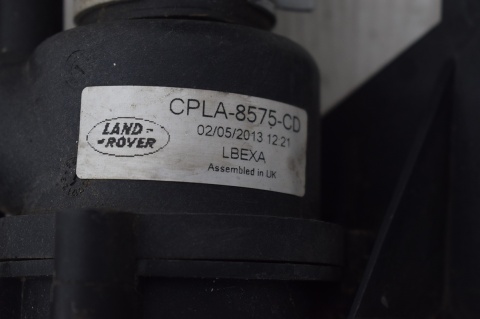 CPLA-8575-CD
LAND-
-ROVER
02/05/2013 12:21
LBEXA
Assembled in UK